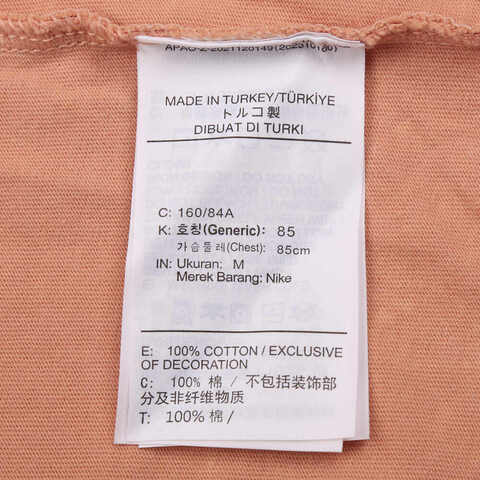 MADE IN TURKEY/TÜRKİYE
トルコ製
DIBUAT DI TURKI
C: 160/84A
K: 호칭(Generic): 85
가슴둘레(Chest): 85cm
IN: Ukuran: M
Merek Barang: Nike
E: 100% COTTON / EXCLUSIVE
OF DECORATION
C: 100% 棉 / 不包括装饰部
分及非纤维物质
T: 100% 棉 /